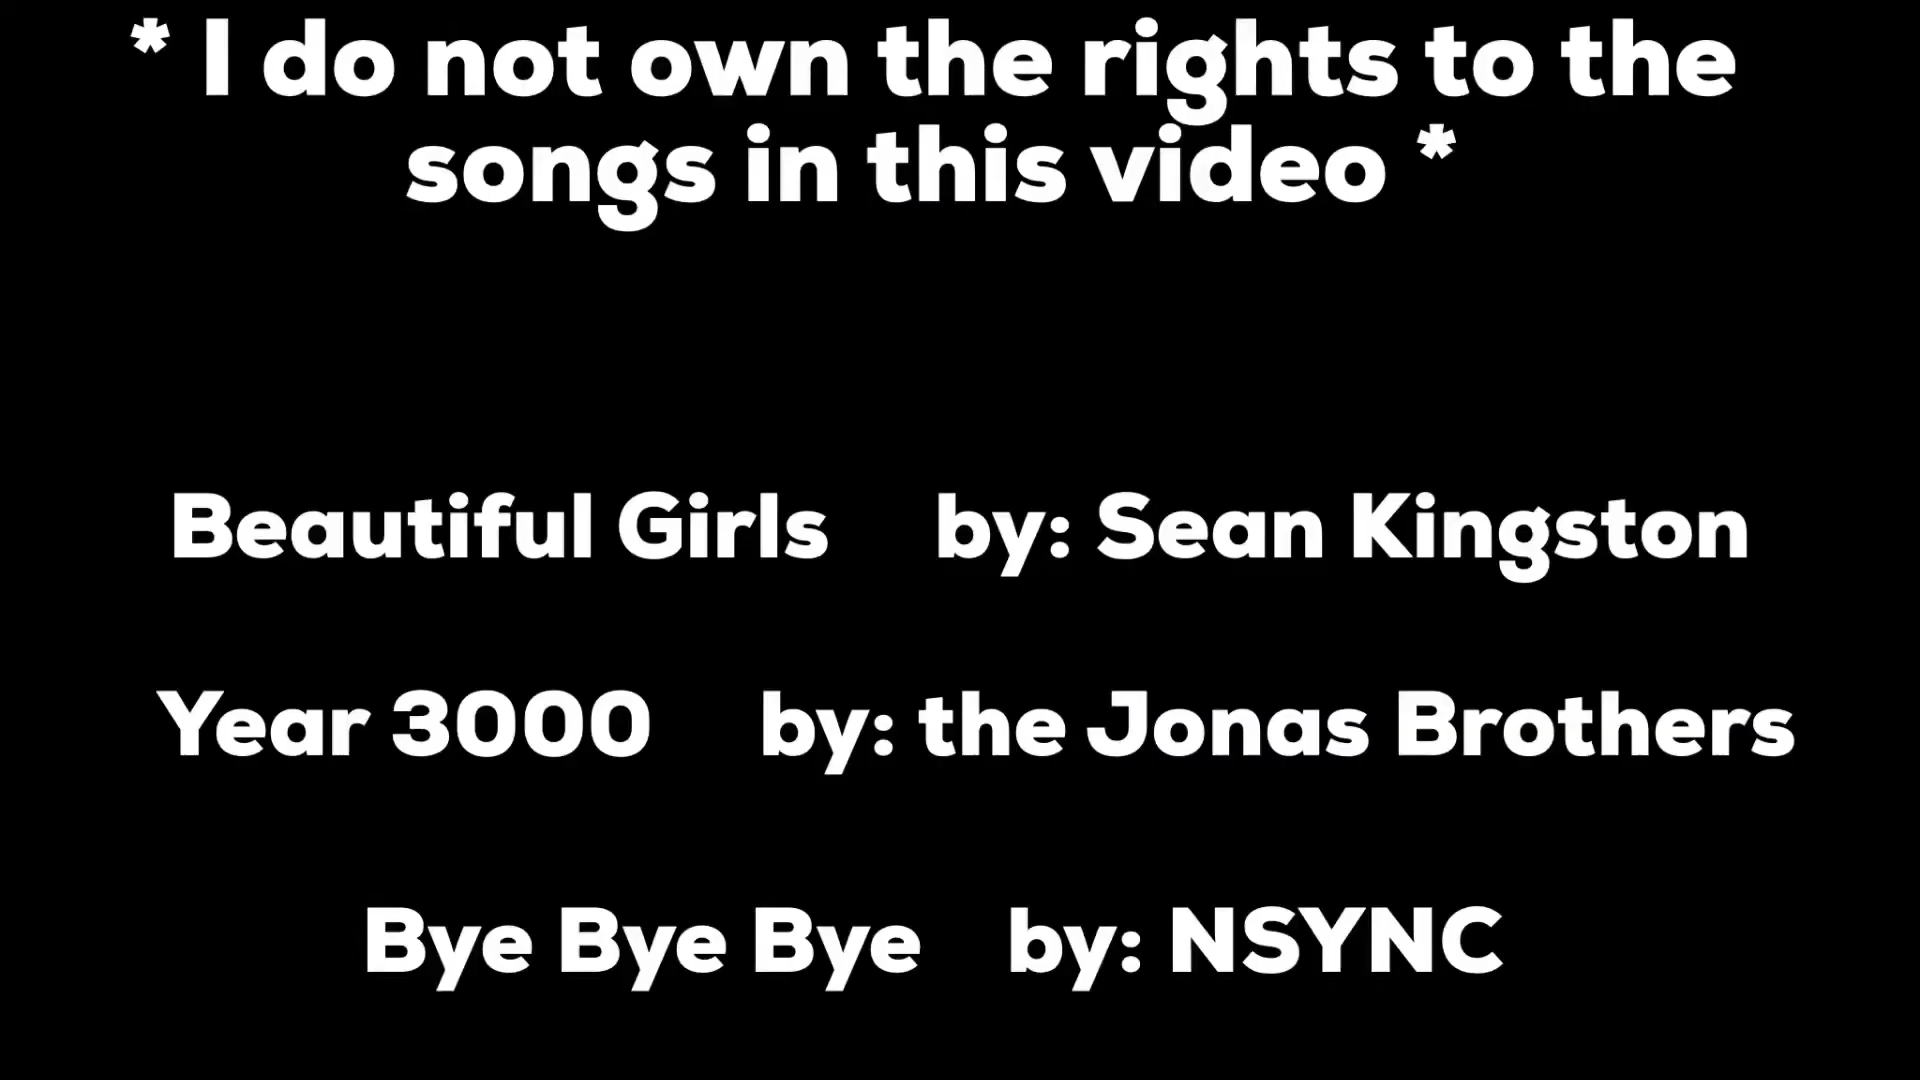 * I do not own the rights to the
songs in this video *
Beautiful Girls by: Sean Kingston
Year 3000 by: the Jonas Brothers
Bye Bye Bye by: NSYNC